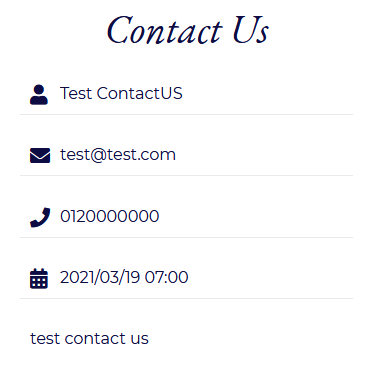 Contact Us
Test ContactUS
test@test.com
0120000000
2021/03/19 07:00
test contact us